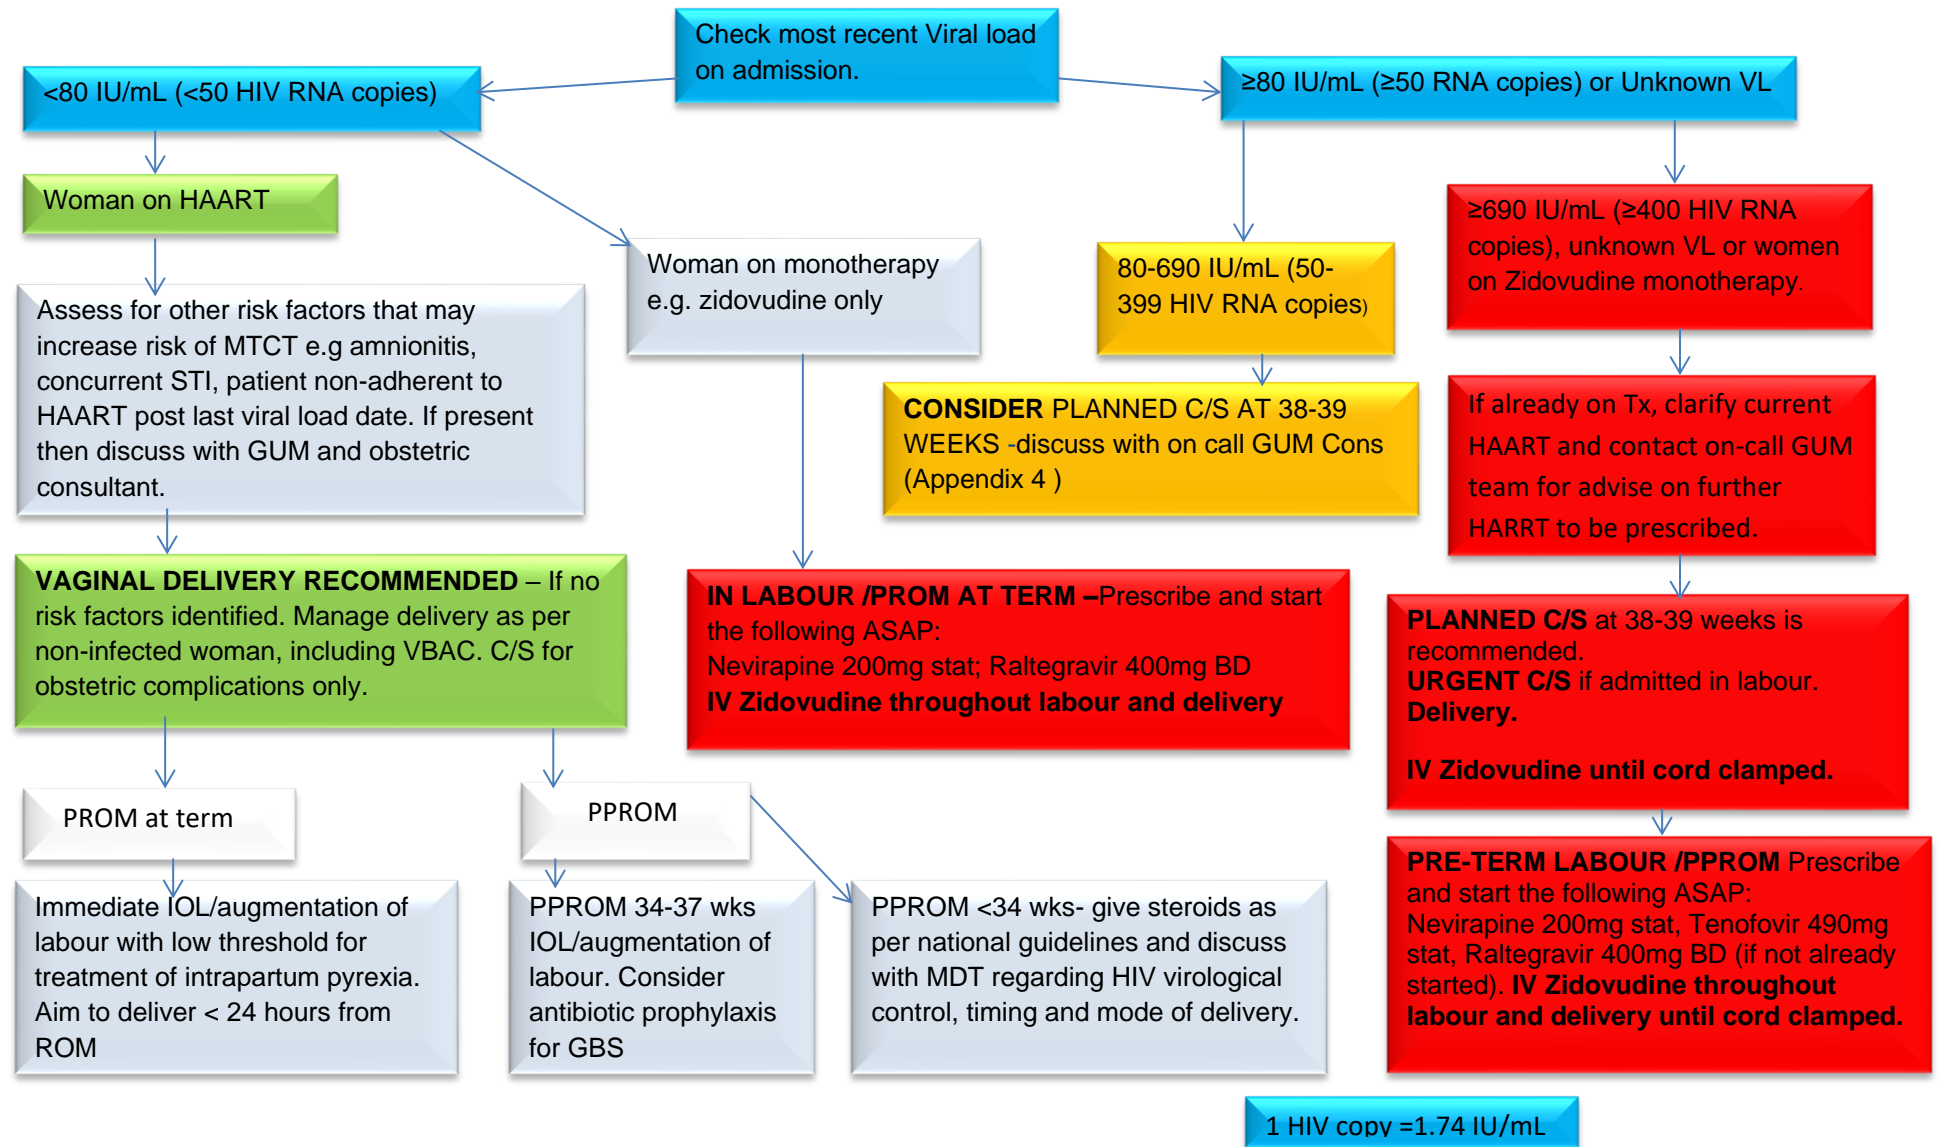 Check most recent Viral load
on admission.
<80 IU/mL (<50 HIV RNA copies)
≥80 IU/mL (≥50 RNA copies) or Unknown VL
Woman on HAART
Woman on monotherapy
e.g. zidovudine only
80-690 IU/mL (50-
399 HIV RNA copies)
≥690 IU/mL (≥400 HIV RNA
copies), unknown VL or women
on Zidovudine monotherapy.
Assess for other risk factors that may
increase risk of MTCT e.g amnionitis,
concurrent STI, patient non-adherent to
HAART post last viral load date. If present
then discuss with GUM and obstetric
consultant.
CONSIDER PLANNED C/S AT 38-39
WEEKS -discuss with on call GUM Cons
(Appendix 4 )
If already on Tx, clarify current
HAART and contact on-call GUM
team for advise on further
HARRT to be prescribed.
VAGINAL DELIVERY RECOMMENDED – If no
risk factors identified. Manage delivery as per
non-infected woman, including VBAC. C/S for
obstetric complications only.
IN LABOUR /PROM AT TERM –Prescribe and start
the following ASAP:
Nevirapine 200mg stat; Raltegravir 400mg BD
IV Zidovudine throughout labour and delivery
PLANNED C/S at 38-39 weeks is
recommended.
URGENT C/S if admitted in labour.
Delivery.
IV Zidovudine until cord clamped.
PROM at term
PPROM
Immediate IOL/augmentation of
labour with low threshold for
treatment of intrapartum pyrexia.
Aim to deliver < 24 hours from
ROM
PPROM 34-37 wks
IOL/augmentation of
labour. Consider
antibiotic prophylaxis
for GBS
PPROM <34 wks- give steroids as
per national guidelines and discuss
with MDT regarding HIV virological
control, timing and mode of delivery.
PRE-TERM LABOUR /PPROM Prescribe
and start the following ASAP:
Nevirapine 200mg stat, Tenofovir 490mg
stat, Raltegravir 400mg BD (if not already
started). IV Zidovudine throughout
labour and delivery until cord clamped.
1 HIV copy =1.74 IU/mL